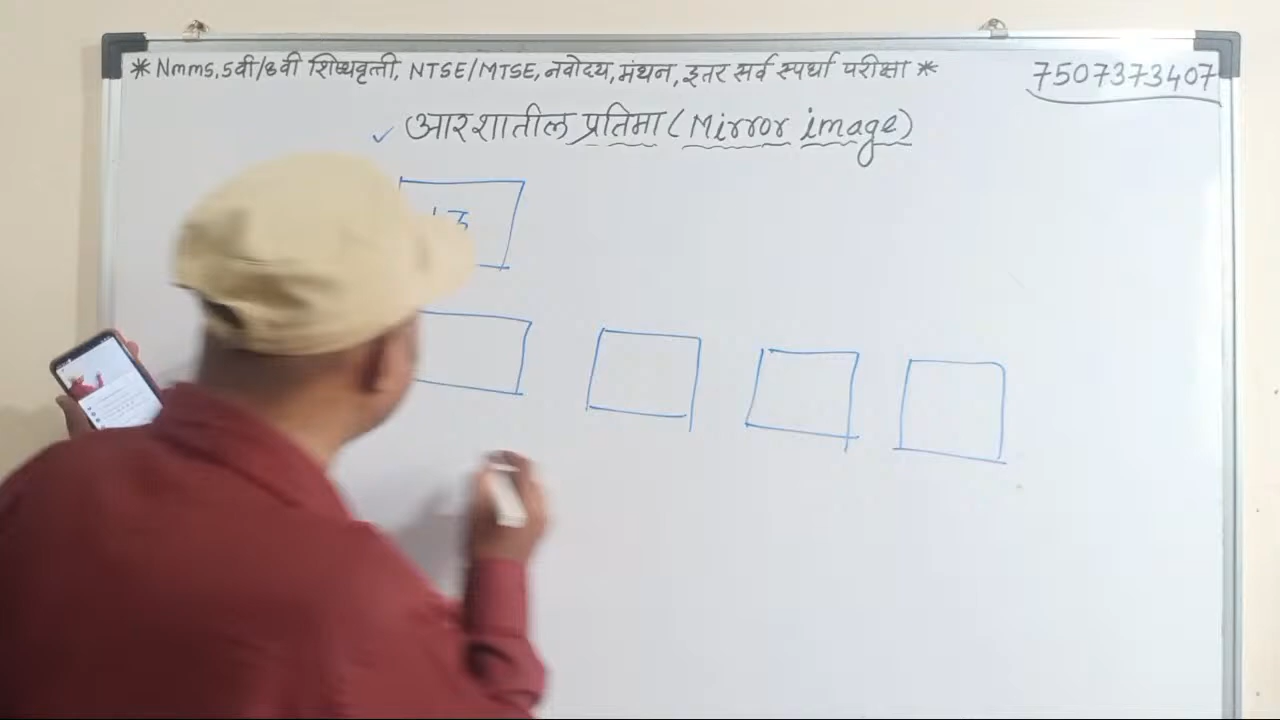 * Nmms, 5वी/8वी शिष्यवृत्ती, NTSE/MTSE, नवोदय, मंथन, इतर सर्व स्पर्धा परीक्षा *
7507373407
✓ आरशातील प्रतिमा (Mirror image)